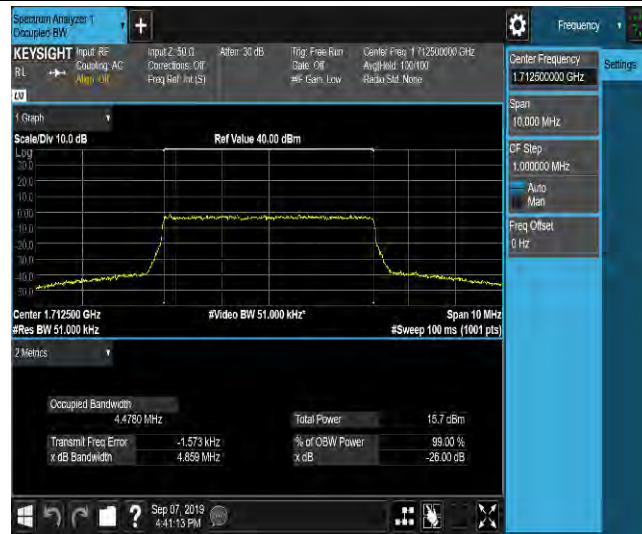 Spectrum Analyzer 1
Occupied BW
+
Frequency
KEYSIGHT
RL
Input: RF
Coupling: AC
Align: Off
Input Z: 50 Ω
Corrections: Off
Freq Ref: Int (S)
Atten: 30 dB
Trig: Free Run
Gate: Off
#IF Gain: Low
Center Freq: 1.712500000 GHz
Avg|Hold: 100/100
Radio Std: None
Center Frequency
1.712500000 GHz
Settings
Span
10.000 MHz
CF Step
1.000000 MHz
Auto
Man
Freq Offset
0 Hz
1 Graph
Scale/Div 10.0 dB
Ref Value 40.00 dBm
Log
30.0
20.0
10.0
0.00
-10.0
-20.0
-30.0
-40.0
-50.0
Center 1.712500 GHz
#Video BW 51.000 kHz*
Span 10 MHz
#Res BW 51.000 kHz
#Sweep 100 ms (1001 pts)
2 Metrics
Occupied Bandwidth
4.4780 MHz
Total Power
15.7 dBm
Transmit Freq Error
-1.573 kHz
% of OBW Power
99.00 %
x dB Bandwidth
4.859 MHz
x dB
-26.00 dB
?
Sep 07, 2019
4:41:13 PM